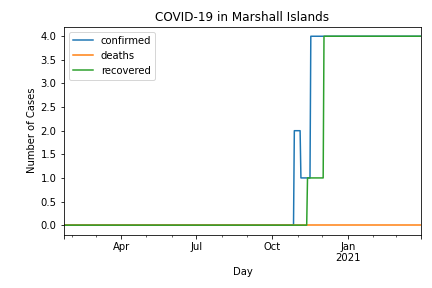 COVID-19 in Marshall Islands
confirmed
deaths
recovered
Number of Cases
4.0
3.5
3.0
2.5
2.0
1.5
1.0
0.5
0.0
Apr
Jul
Oct
Jan
2021
Day